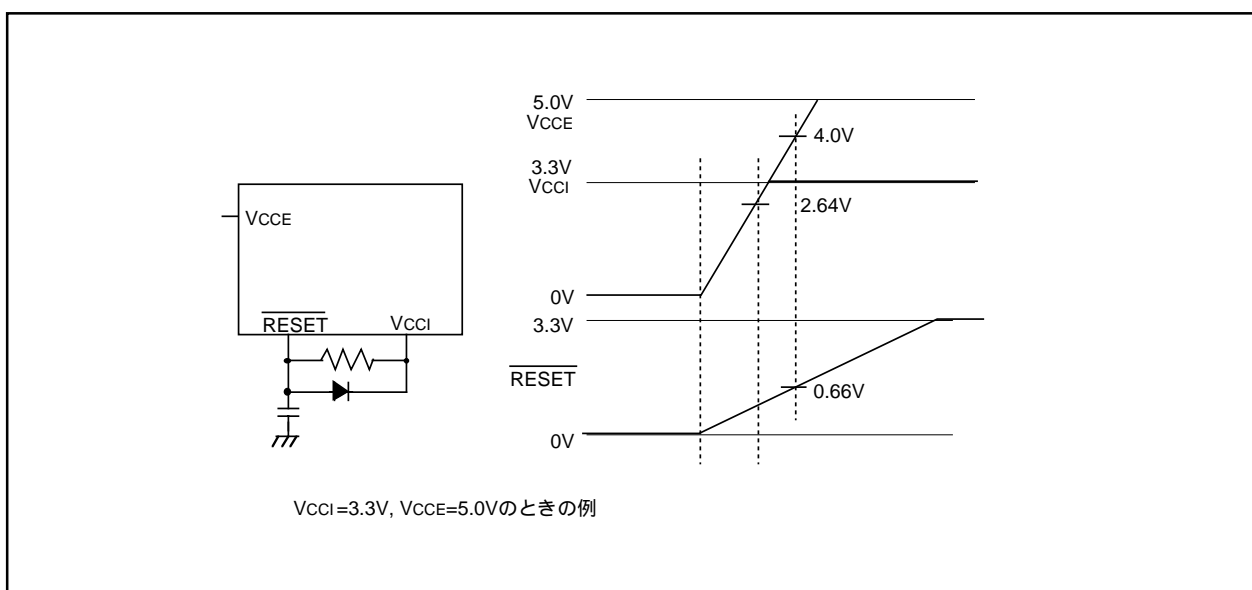 VCCE
RESET
VCCI
5.0V
VCCE
4.0V
3.3V
VCCI
2.64V
0V
3.3V
RESET
0.66V
0V
VCCI=3.3V, VCCE=5.0Vのときの例